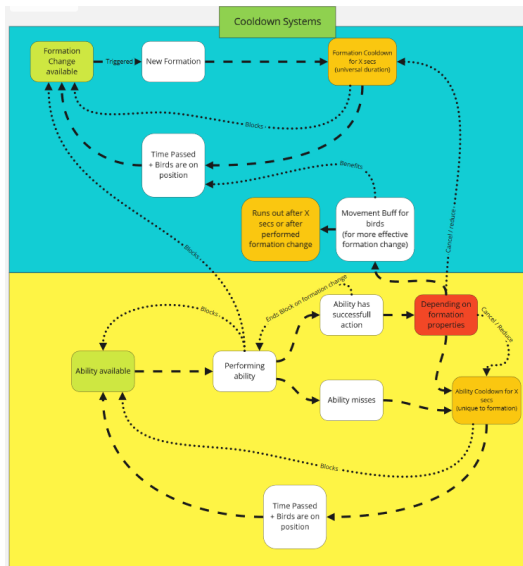 Cooldown Systems
Formation
Change
available
Triggered
New Formation
Formation Cooldown
for X secs
(universal duration)
Blocks
Time Passed
+ Birds are on
position
Benefits
Cancel / reduce
Runs out after X
secs or after
performed
formation change
Movement Buff for
birds
(for more effective
formation change)
Blocks
Ends Block on formation change
Ability has
successfull
action
Depending on
formation
properties
Cancel / Reduce
Blocks
Ability available
Performing
ability
Ability misses
Ability Cooldown for X
secs
(unique to formation)
Blocks
Time Passed
+ Birds are on
position